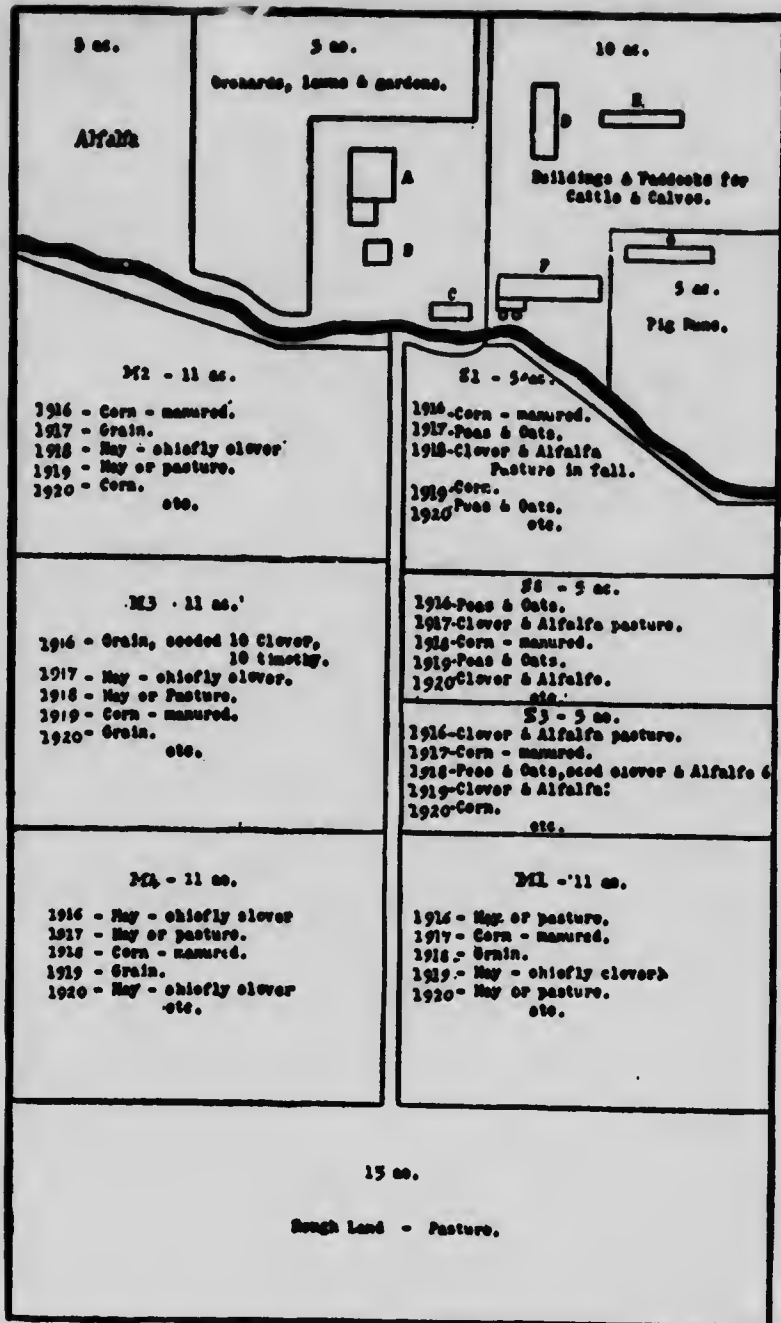 5 ac.
Alfalfa
5 ac.
Orchards, lawns & gardens.
A
B
C
10 ac.
D
E
Buildings & Paddocks for
Cattle & Calves.
F
G
5 ac.
Pig Runs.
M2 - 11 ac.
1916 - Corn - manured.
1917 - Grain.
1918 - Hay - chiefly clover
1919 - Hay or pasture.
1920 - Corn.
etc.
S1 - 5 ac.
1916-Corn - manured.
1917-Peas & Oats.
1918-Clover & Alfalfa
Pasture in fall.
1919-Corn.
1920-Peas & Oats.
etc.
M3 - 11 ac.
1916 - Grain, seeded 10 Clover,
10 timothy.
1917 - Hay - chiefly clover.
1918 - Hay or Pasture.
1919 - Corn - manured.
1920 - Grain.
etc.
5 ac.
1916-Peas & Oats.
1917-Clover & Alfalfa pasture.
1918-Corn - manured.
1919-Peas & Oats.
1920-Clover & Alfalfa.
etc.
S3 - 5 ac.
1916-Clover & Alfalfa pasture.
1917-Corn - manured.
1918-Peas & Oats, seed clover & Alfalfa
1919-Clover & Alfalfa.
1920-Corn.
etc.
M4 - 11 ac.
1916 - Hay - chiefly clover
1917 - Hay or pasture.
1918 - Corn - manured.
1919 - Grain.
1920 - Hay - chiefly clover
etc.
M1 - 11 ac.
1916 - Hay or pasture.
1917 - Corn - manured.
1918 - Grain.
1919 - Hay - chiefly clover
1920 - Hay or pasture.
etc.
15 ac.
Rough Land - Pasture.